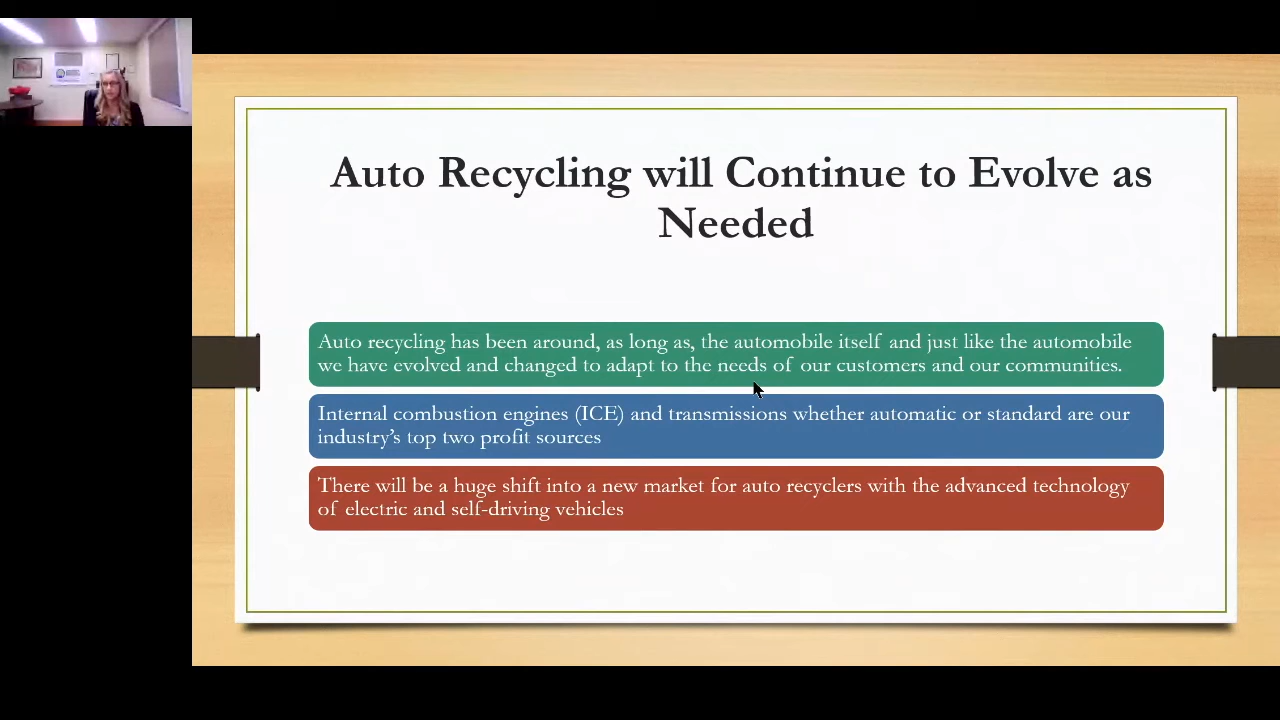 Auto Recycling will Continue to Evolve as
Needed
Auto recycling has been around, as long as, the automobile itself and just like the automobile
we have evolved and changed to adapt to the needs of our customers and our communities.
Internal combustion engines (ICE) and transmissions whether automatic or standard are our
industry's top two profit sources
There will be a huge shift into a new market for auto recyclers with the advanced technology
of electric and self-driving vehicles